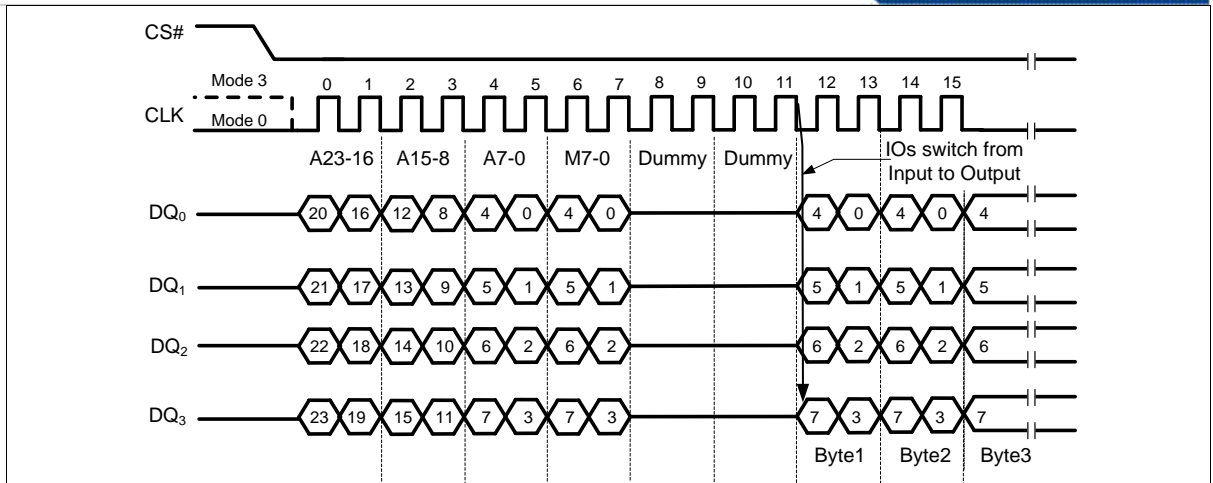 CS#
Mode 3 0 1 2 3 4 5 6 7 8 9 10 11 12 13 14 15
CLK
Mode 0
A23-16 A15-8 A7-0 M7-0 Dummy Dummy IOs switch from
Input to Output
DQ0 20 16 12 8 4 0 4 0 4 0 4 0 4
DQ1 21 17 13 9 5 1 5 1 5 1 5 1 5
DQ2 22 18 14 10 6 2 6 2 6 2 6 2 6
DQ3 23 19 15 11 7 3 7 3 7 3 7 3 7
Byte1 Byte2 Byte3